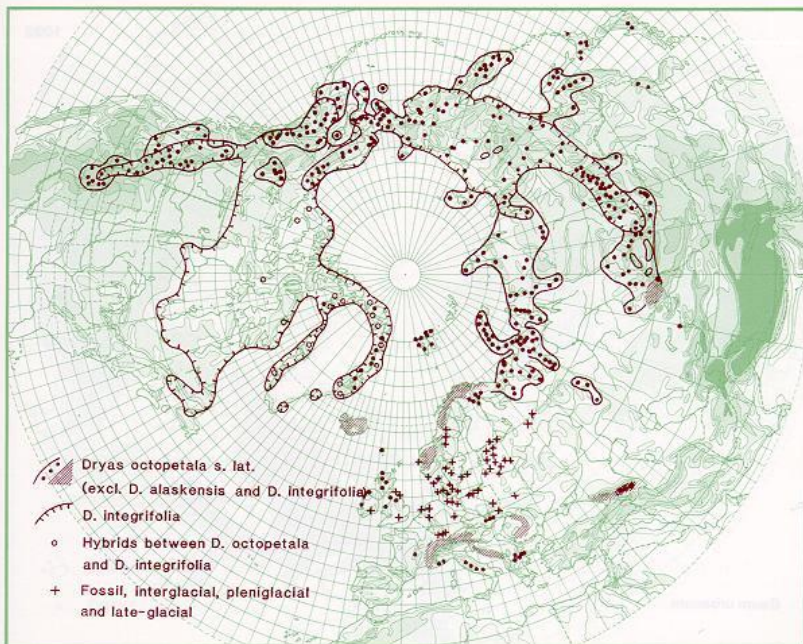 Dryas octopetala s. lat.
(excl. D. alaskensis and D. integrifolia)
D. integrifolia
Hybrids between D. octopetala
and D. integrifolia
Fossil, interglacial, pleniglacial
and late-glacial